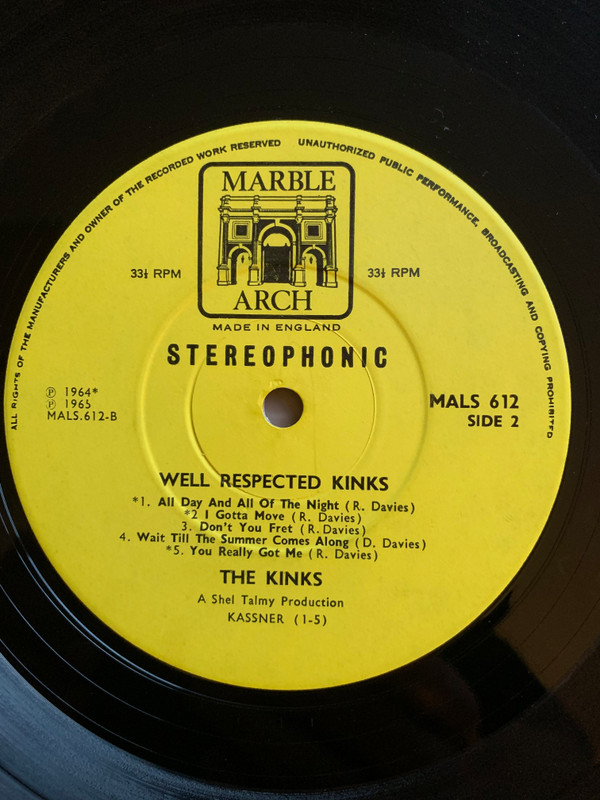 ALL RIGHTS OF THE MANUFACTURERS AND OWNER OF THE RECORDED WORK RESERVED UNAUTHORIZED PUBLIC PERFORMANCE, BROADCASTING AND COPYING PROHIBITED
MARBLE
ARCH
33⅓ RPM 33⅓ RPM
MADE IN ENGLAND
STEREOPHONIC
℗ 1964*
℗ 1965
MALS.612-B
MALS 612
SIDE 2
WELL RESPECTED KINKS
*1. All Day And All Of The Night (R. Davies)
*2 I Gotta Move (R. Davies)
3. Don't You Fret (R. Davies)
4. Wait Till The Summer Comes Along (D. Davies)
*5. You Really Got Me (R. Davies)
THE KINKS
A Shel Talmy Production
KASSNER (1-5)